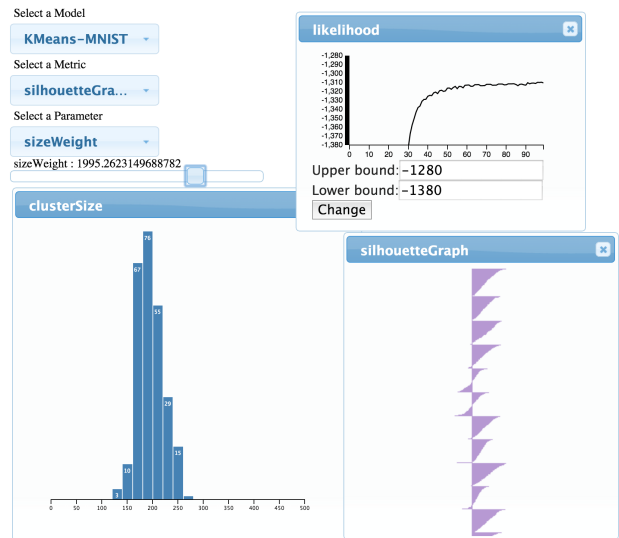 Select a Model
KMeans-MNIST
Select a Metric
silhouetteGra...
Select a Parameter
sizeWeight
sizeWeight : 1995.2623149688782
likelihood
-1,280
-1,290
-1,300
-1,310
-1,320
-1,330
-1,340
-1,350
-1,360
-1,370
-1,380
0 10 20 30 40 50 60 70 80 90
Upper bound: -1280
Lower bound: -1380
Change
clusterSize
76
67
55
29
15
10
3
0 50 100 150 200 250 300 350 400 450 500
silhouetteGraph